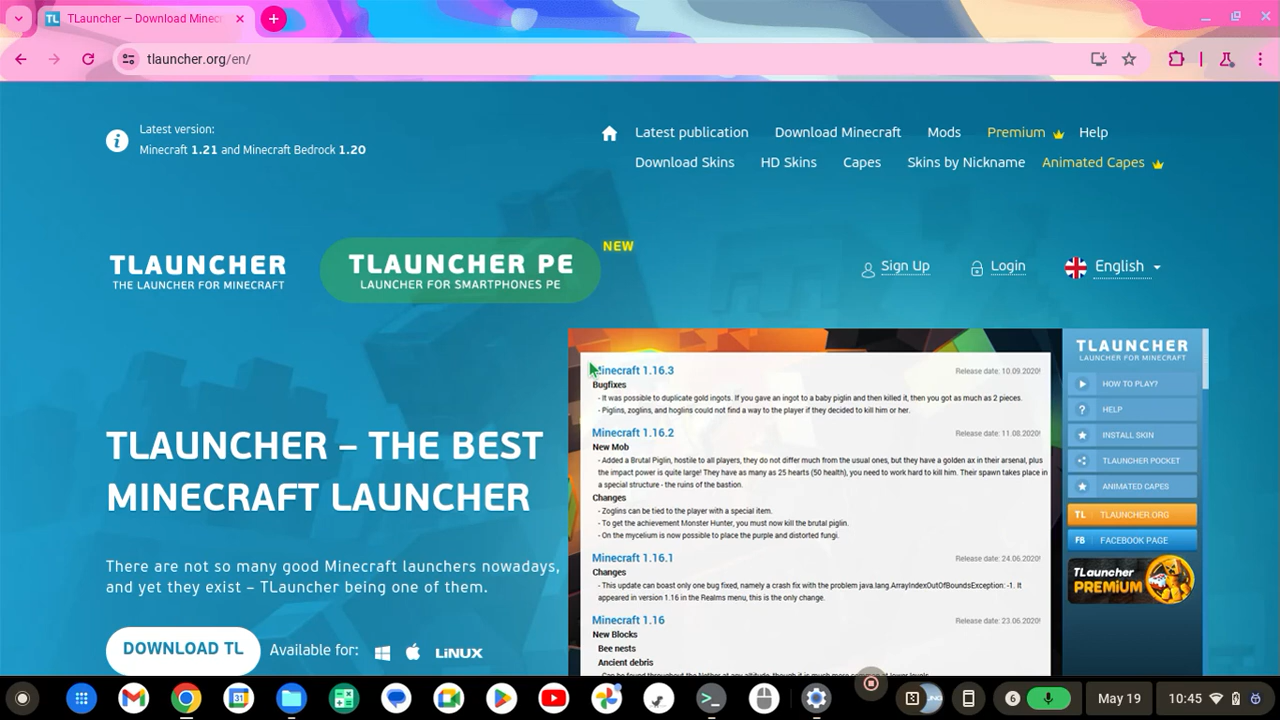 TL TLauncher — Download Minec
tlauncher.org/en/
Latest version:
Minecraft 1.21 and Minecraft Bedrock 1.20
Latest publication Download Minecraft Mods Premium Help
Download Skins HD Skins Capes Skins by Nickname Animated Capes
TLAUNCHER
THE LAUNCHER FOR MINECRAFT
TLAUNCHER PE
LAUNCHER FOR SMARTPHONES PE
NEW
Sign Up Login English
TLAUNCHER – THE BEST
MINECRAFT LAUNCHER
There are not so many good Minecraft launchers nowadays,
and yet they exist – TLauncher being one of them.
DOWNLOAD TL
Available for: LiNUX
Minecraft 1.16.3 Release date: 10.09.2020!
Bugfixes
- It was possible to duplicate gold ingots. If you gave an ingot to a baby piglin and then killed it, then you got as much as 2 pieces.
- Piglins, zoglins, and hoglins could not find a way to the player if they decided to kill him or her.
Minecraft 1.16.2 Release date: 11.08.2020!
New Mob
- Added a Brutal Piglin, hostile to all players, they do not differ much from the usual ones, but they have a golden ax in their arsenal, plus
the impact power is quite large! They have as many as 25 hearts (50 health), you need to work hard to kill him. Their spawn takes place in
a special structure - the ruins of the bastion.
Changes
- Zoglins can be tied to the player with a special item.
- To get the achievement Monster Hunter, you must now kill the brutal piglin.
- On the mycelium is now possible to place the purple and distorted fungi.
Minecraft 1.16.1 Release date: 24.06.2020!
Changes
- This update can boast only one bug fixed, namely a crash fix with the problem java.lang.ArrayIndexOutOfBoundsException: -1. It
appeared in version 1.16 in the Realms menu, this is the only change.
Minecraft 1.16 Release date: 23.06.2020!
New Blocks
Bee nests
Ancient debris
TLAUNCHER
LAUNCHER FOR MINECRAFT
HOW TO PLAY?
HELP
INSTALL SKIN
TLAUNCHER POCKET
ANIMATED CAPES
TL TLAUNCHER.ORG
FB FACEBOOK PAGE
TLauncher
PREMIUM
31
6 May 19 10:45